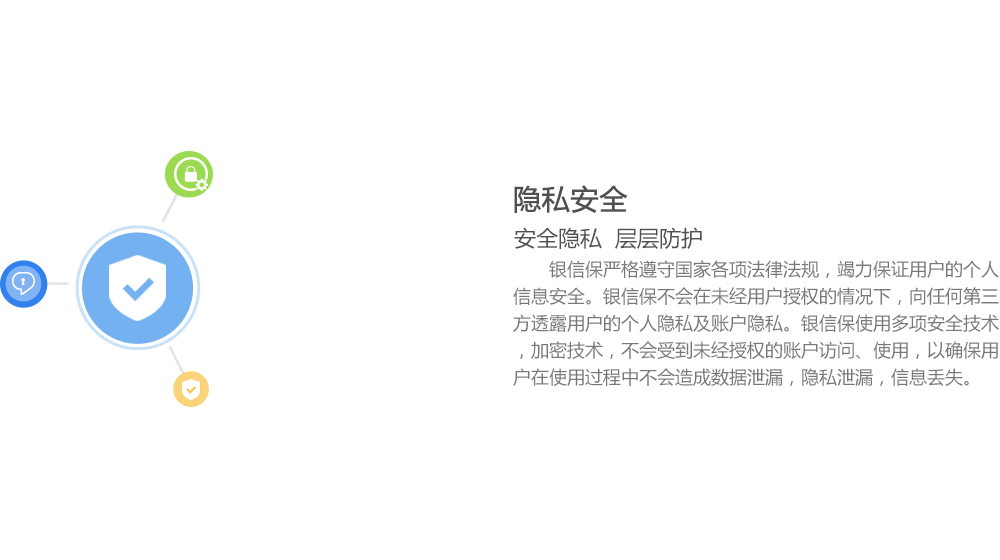 隐私安全
安全隐私 层层防护
银信保严格遵守国家各项法律法规，竭力保证用户的个人
信息安全。银信保不会在未经用户授权的情况下，向任何第三
方透露用户的个人隐私及账户隐私。银信保使用多项安全技术
，加密技术，不会受到未经授权的账户访问、使用，以确保用
户在使用过程中不会造成数据泄漏，隐私泄漏，信息丢失。